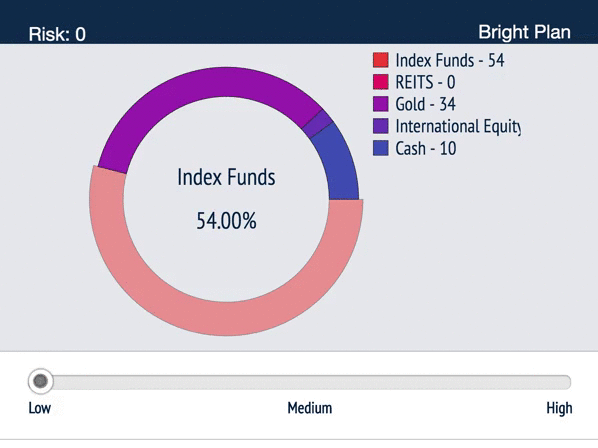 Risk: 0
Bright Plan
Index Funds - 54
REITS - 0
Gold - 34
International Equity
Cash - 10
Index Funds
54.00%
Low
Medium
High